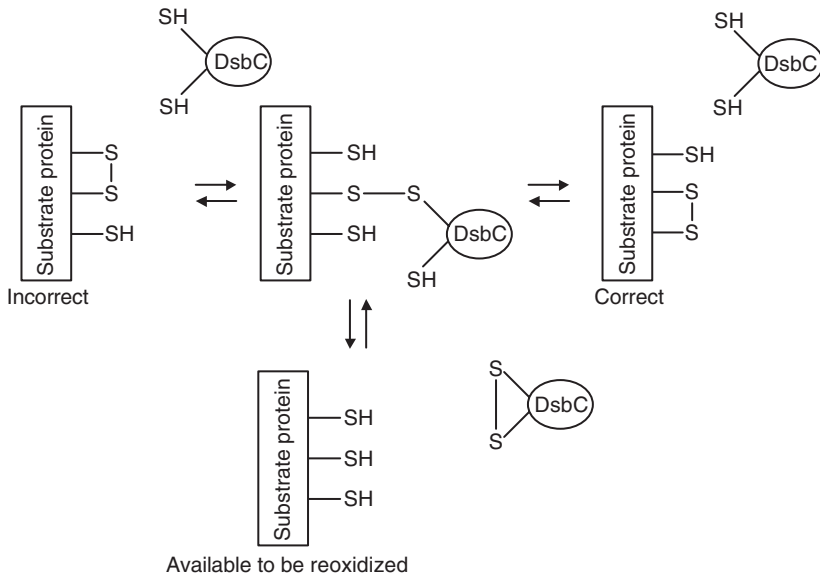 SH
DsbC
SH
Substrate protein
S
S
SH
Incorrect
Substrate protein
SH
S
S
SH
DsbC
SH
SH
DsbC
SH
Substrate protein
SH
S
S
Correct
Substrate protein
SH
SH
SH
Available to be reoxidized
S
DsbC
S